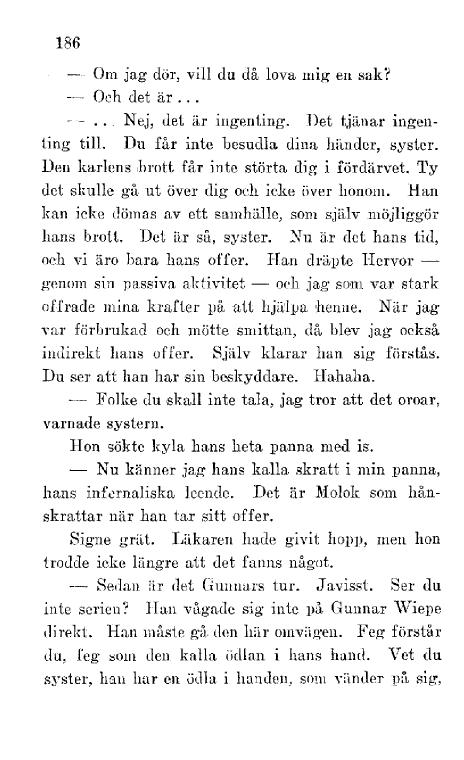 186
— Om jag dör, vill du då lova mig en sak?
— Och det är . . .
— . . . Nej, det är ingenting. Det tjänar ingen-
ting till. Du får inte besudla dina händer, syster.
Den karlens brott får inte störta dig i fördärvet. Ty
det skulle gå ut över dig och icke över honom. Han
kan icke dömas av ett samhälle, som själv möjliggör
hans brott. Det är så, syster. Nu är det hans tid,
och vi äro bara hans offer. Han dräpte Hervor —
genom sin passiva aktivitet — och jag som var stark
offrade mina krafter på att hjälpa henne. När jag
var förbrukad och mötte smittan, då blev jag också
indirekt hans offer. Själv klarar han sig förstås.
Du ser att han har sin beskyddare. Hahaha.
— Folke du skall inte tala, jag tror att det oroar,
varnade systern.
Hon sökte kyla hans heta panna med is.
— Nu känner jag hans kalla skratt i min panna,
hans infernaliska leende. Det är Molok som hån-
skrattar när han tar sitt offer.
Signe grät. Läkaren hade givit hopp, men hon
trodde icke längre att det fanns något.
— Sedan är det Gunnars tur. Javisst. Ser du
inte serien? Han vågade sig inte på Gunnar Wiepe
direkt. Han måste gå den här omvägen. Feg förstår
du, feg som den kalla ödlan i hans hand. Vet du
syster, han har en ödla i handen, som vänder på sig,